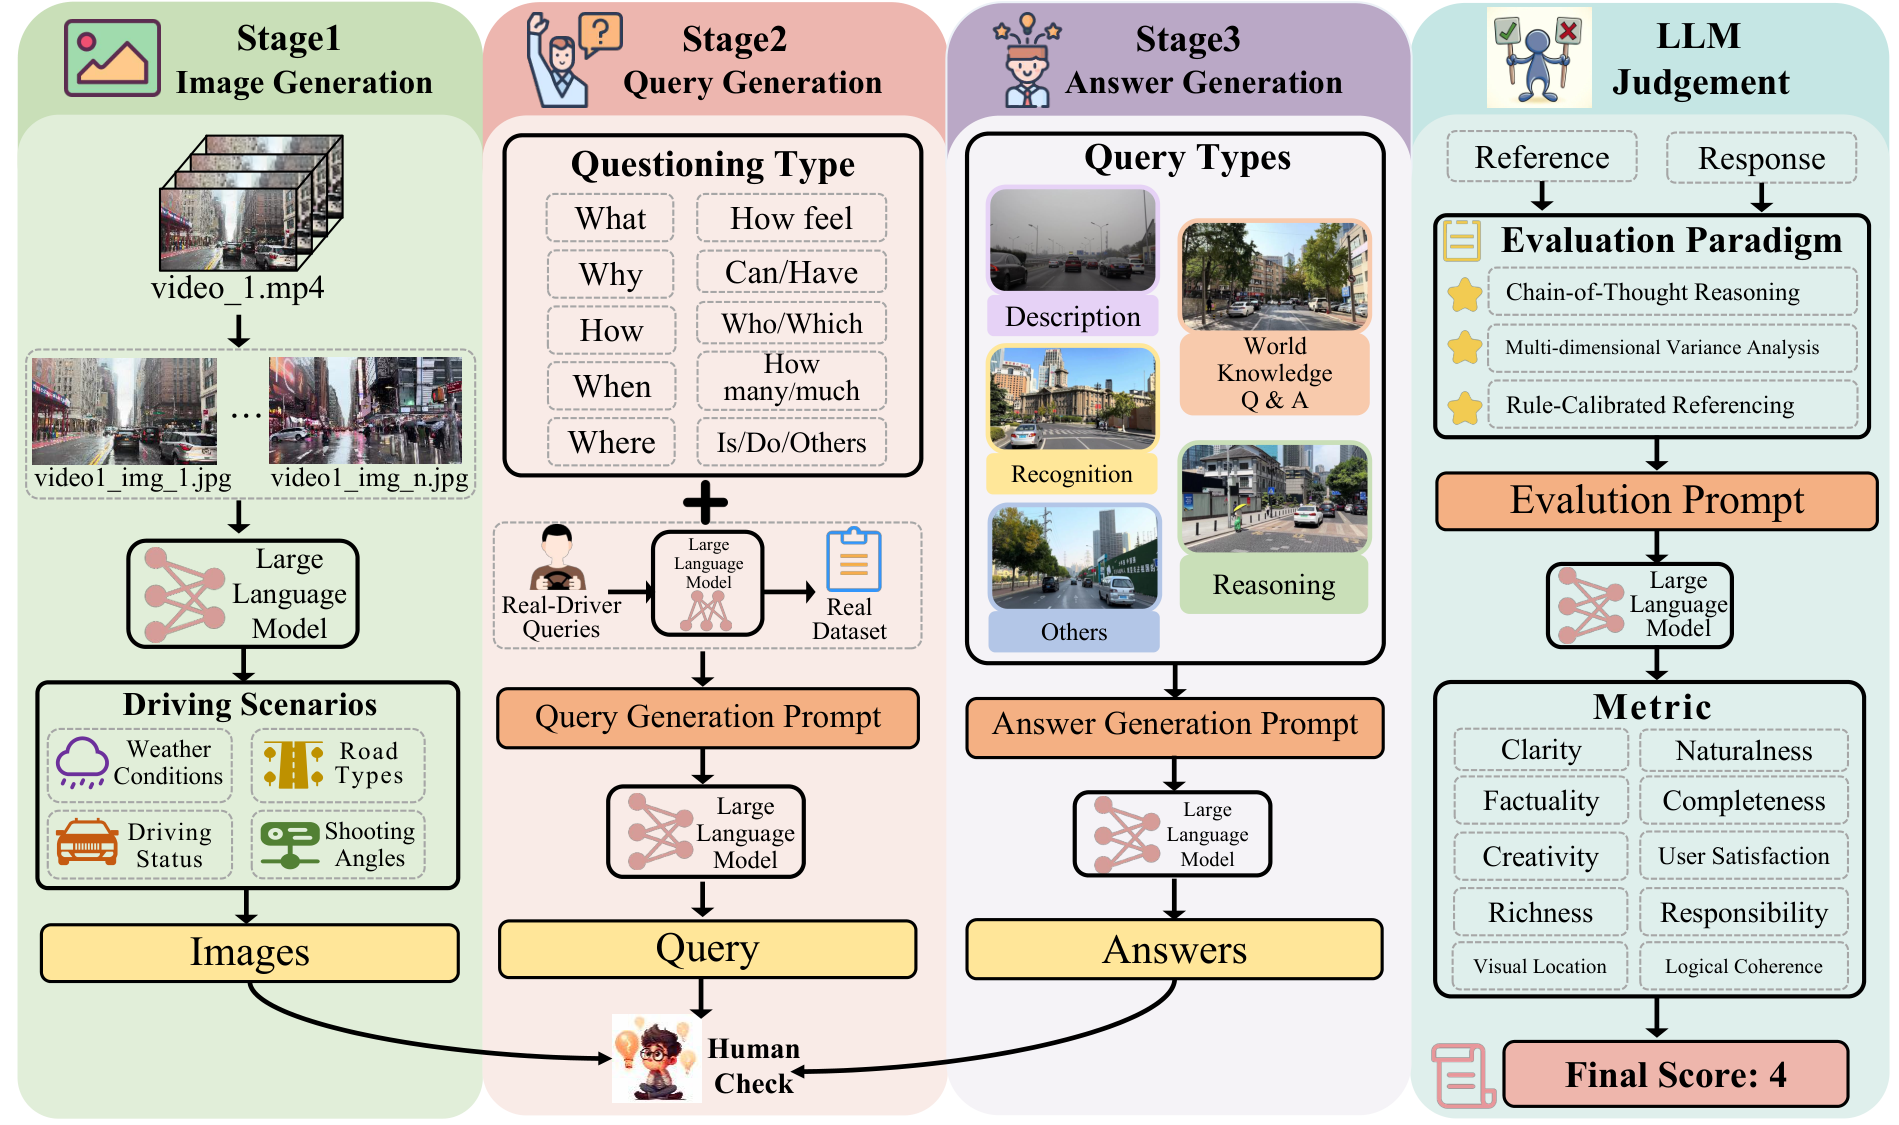 Stage1
Image Generation
video_1.mp4
video1_img_1.jpg
...
video1_img_n.jpg
Large
Language
Model
Driving Scenarios
Weather
Conditions
Road
Types
Driving
Status
Shooting
Angles
Images
Stage2
Query Generation
?
Questioning Type
What
How feel
Why
Can/Have
How
Who/Which
When
How
many/much
Where
Is/Do/Others
Real-Driver
Queries
Large
Language
Model
Real
Dataset
Query Generation Prompt
Large
Language
Model
Query
Human
Check
Stage3
Answer Generation
Query Types
Description
World
Knowledge
Q & A
Recognition
Reasoning
Others
Answer Generation Prompt
Large
Language
Model
Answers
LLM
Judgement
Reference
Response
Evaluation Paradigm
Chain-of-Thought Reasoning
Multi-dimensional Variance Analysis
Rule-Calibrated Referencing
Evalution Prompt
Large
Language
Model
Metric
Clarity
Naturalness
Factuality
Completeness
Creativity
User Satisfaction
Richness
Responsibility
Visual Location
Logical Coherence
Final Score: 4